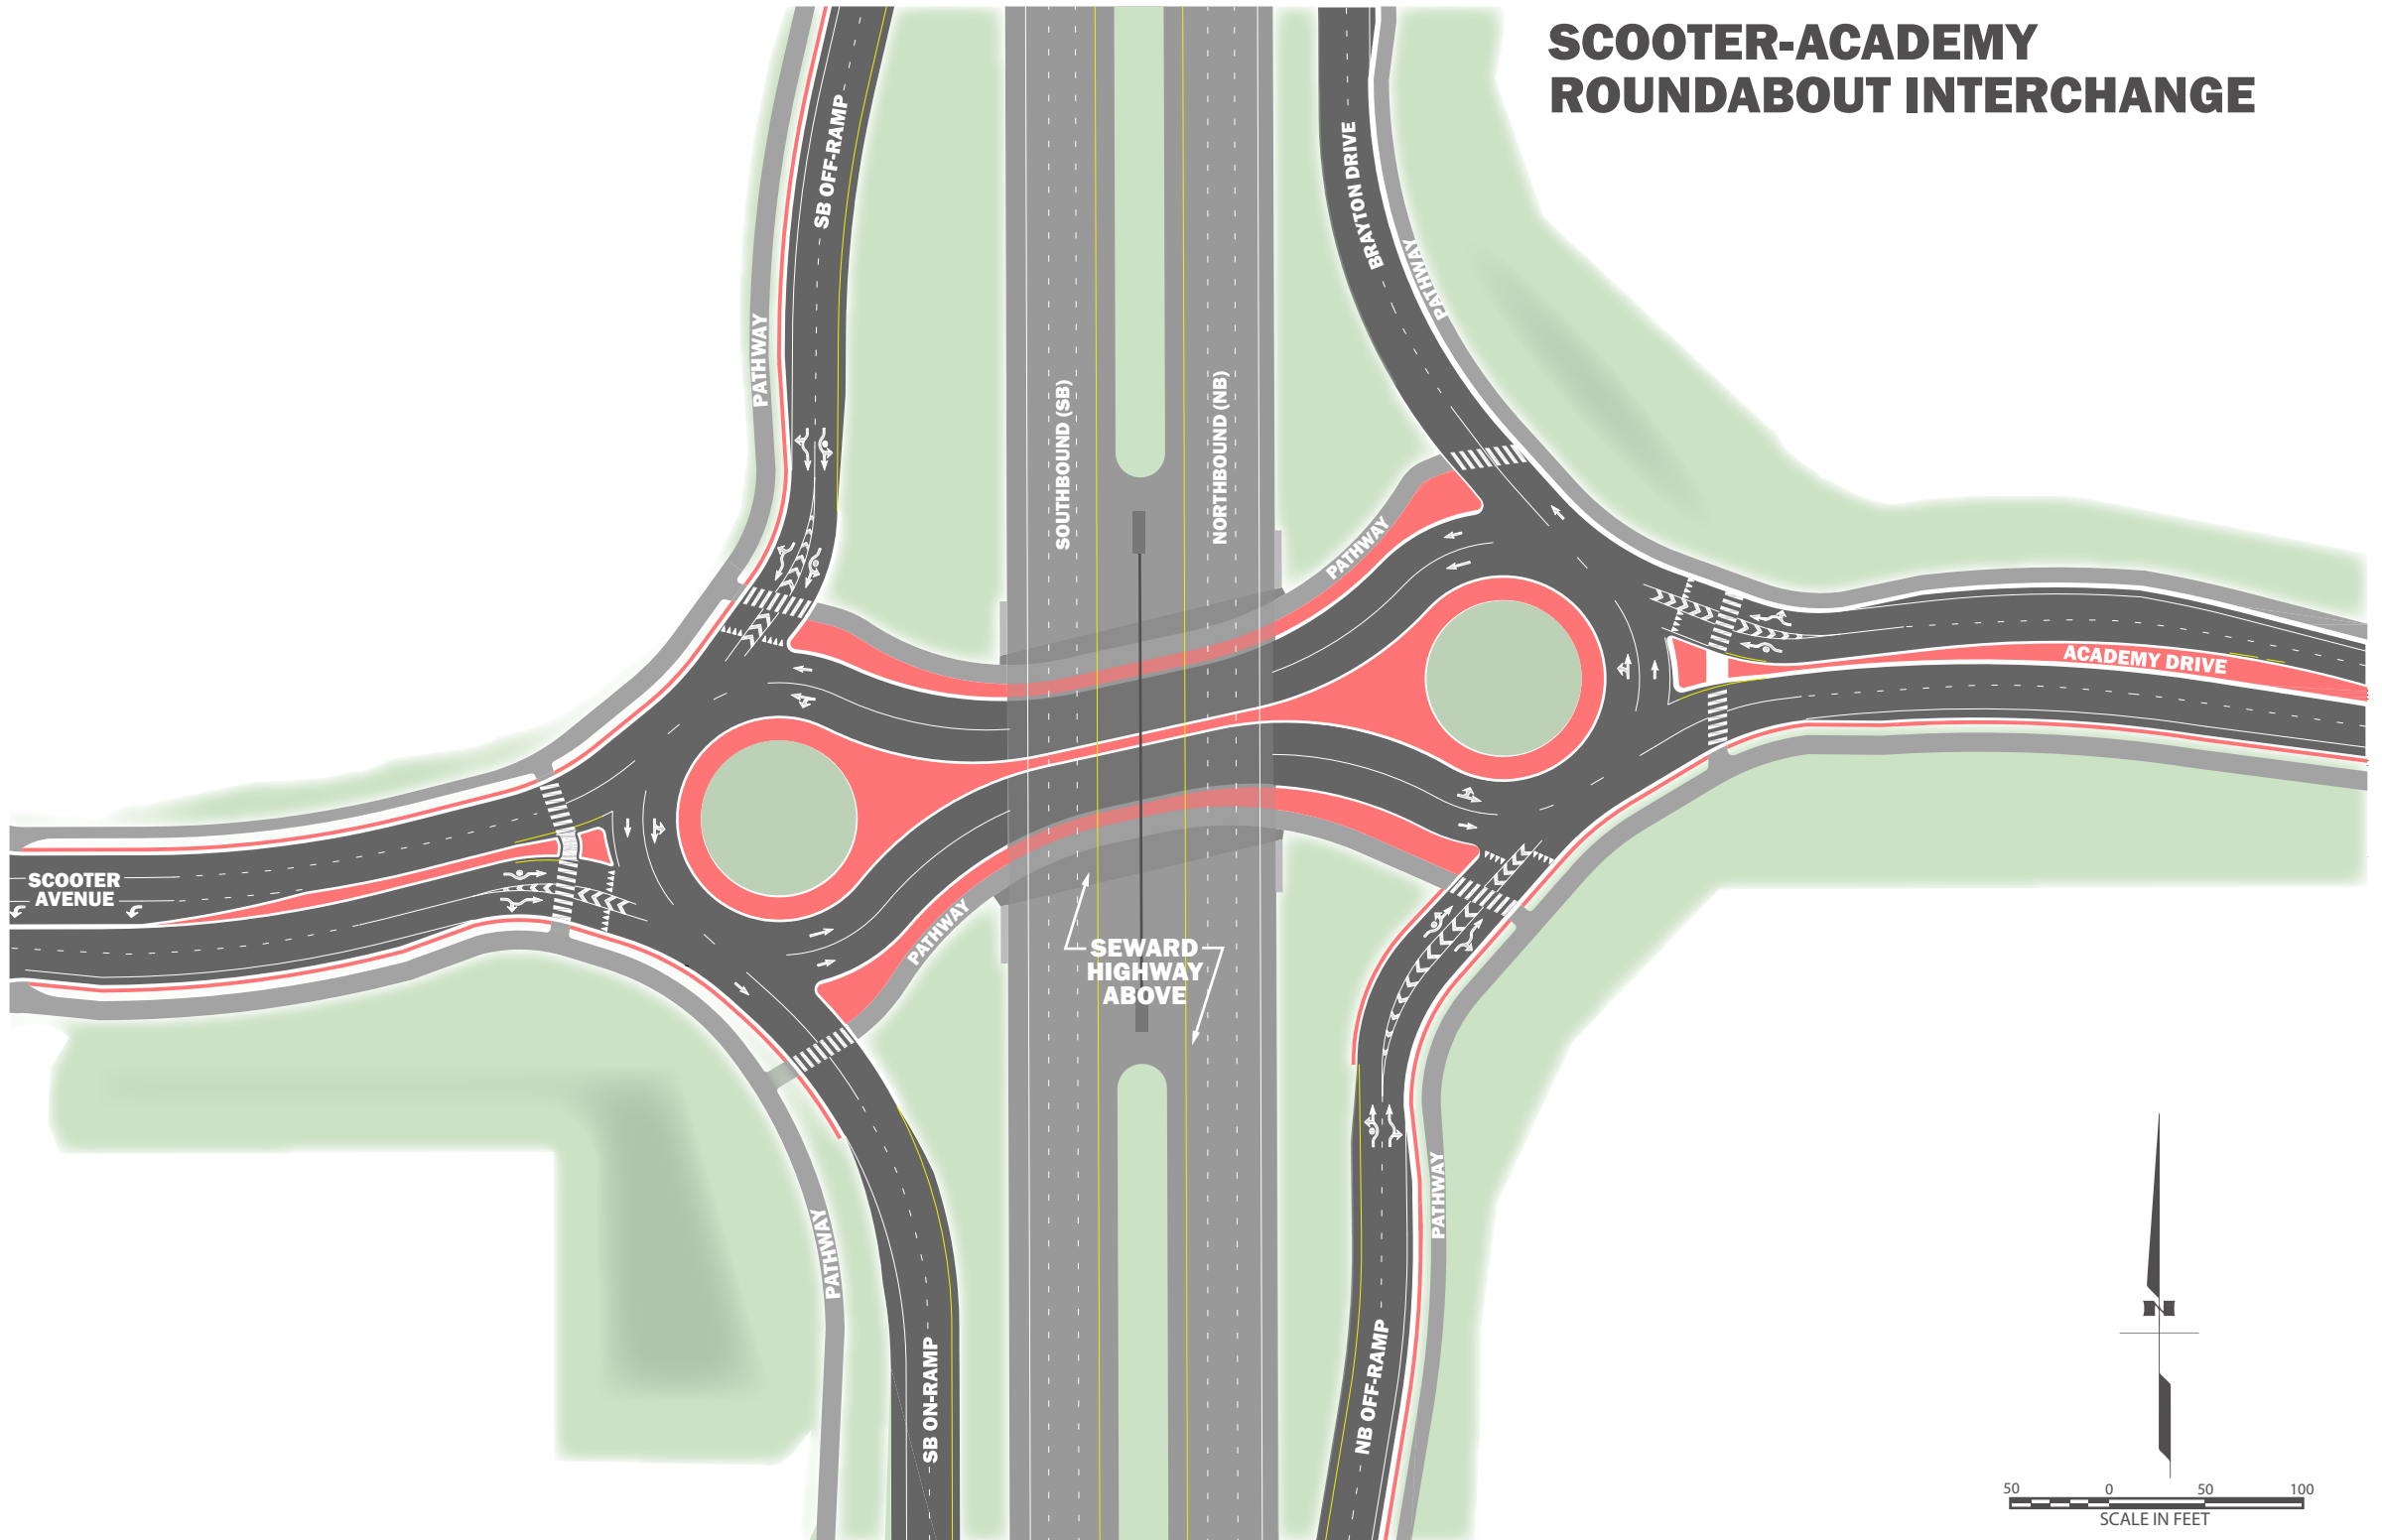 SCOOTER-ACADEMY
ROUNDABOUT INTERCHANGE
SB OFF-RAMP
BRAYTON DRIVE
PATHWAY
PATHWAY
SOUTHBOUND (SB)
NORTHBOUND (NB)
PATHWAY
ACADEMY DRIVE
SCOOTER
AVENUE
PATHWAY
SEWARD
HIGHWAY
ABOVE
PATHWAY
PATHWAY
SB ON-RAMP
NB OFF-RAMP
N
50 0 50 100
SCALE IN FEET